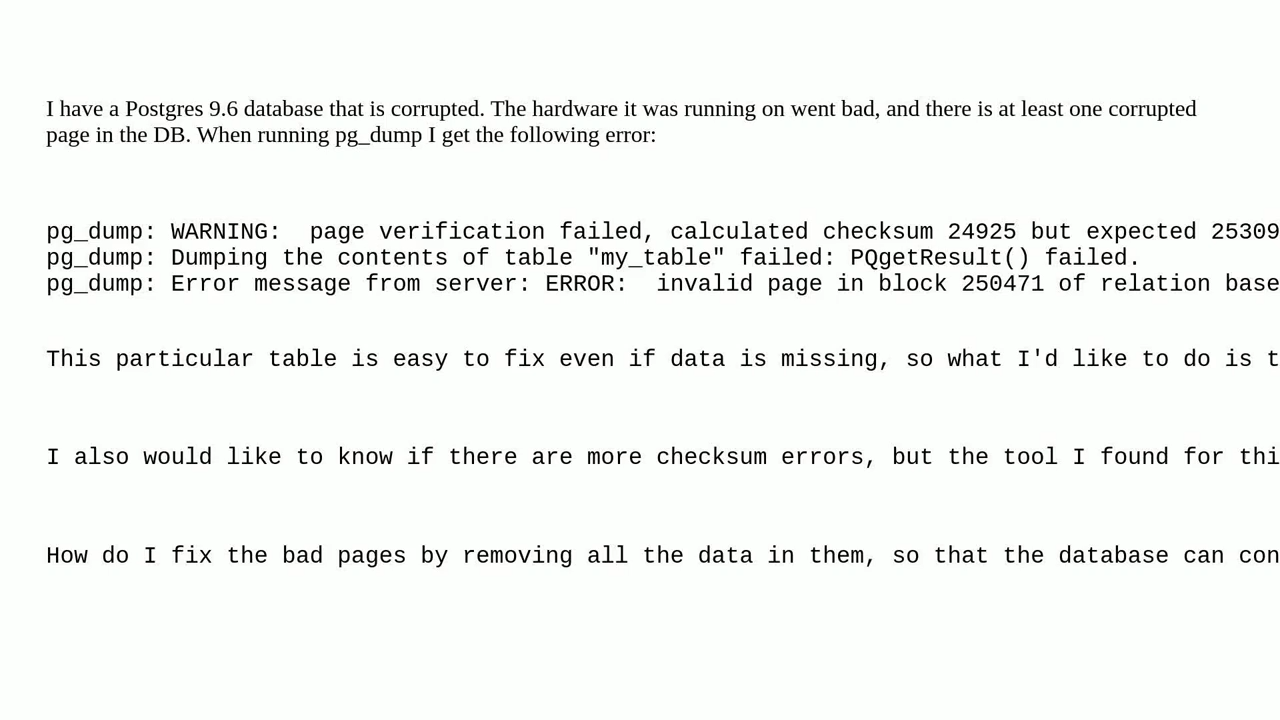 I have a Postgres 9.6 database that is corrupted. The hardware it was running on went bad, and there is at least one corrupted
page in the DB. When running pg_dump I get the following error:
pg_dump: WARNING:  page verification failed, calculated checksum 24925 but expected 25309
pg_dump: Dumping the contents of table "my_table" failed: PQgetResult() failed.
pg_dump: Error message from server: ERROR:  invalid page in block 250471 of relation base
This particular table is easy to fix even if data is missing, so what I'd like to do is t
I also would like to know if there are more checksum errors, but the tool I found for thi
How do I fix the bad pages by removing all the data in them, so that the database can con